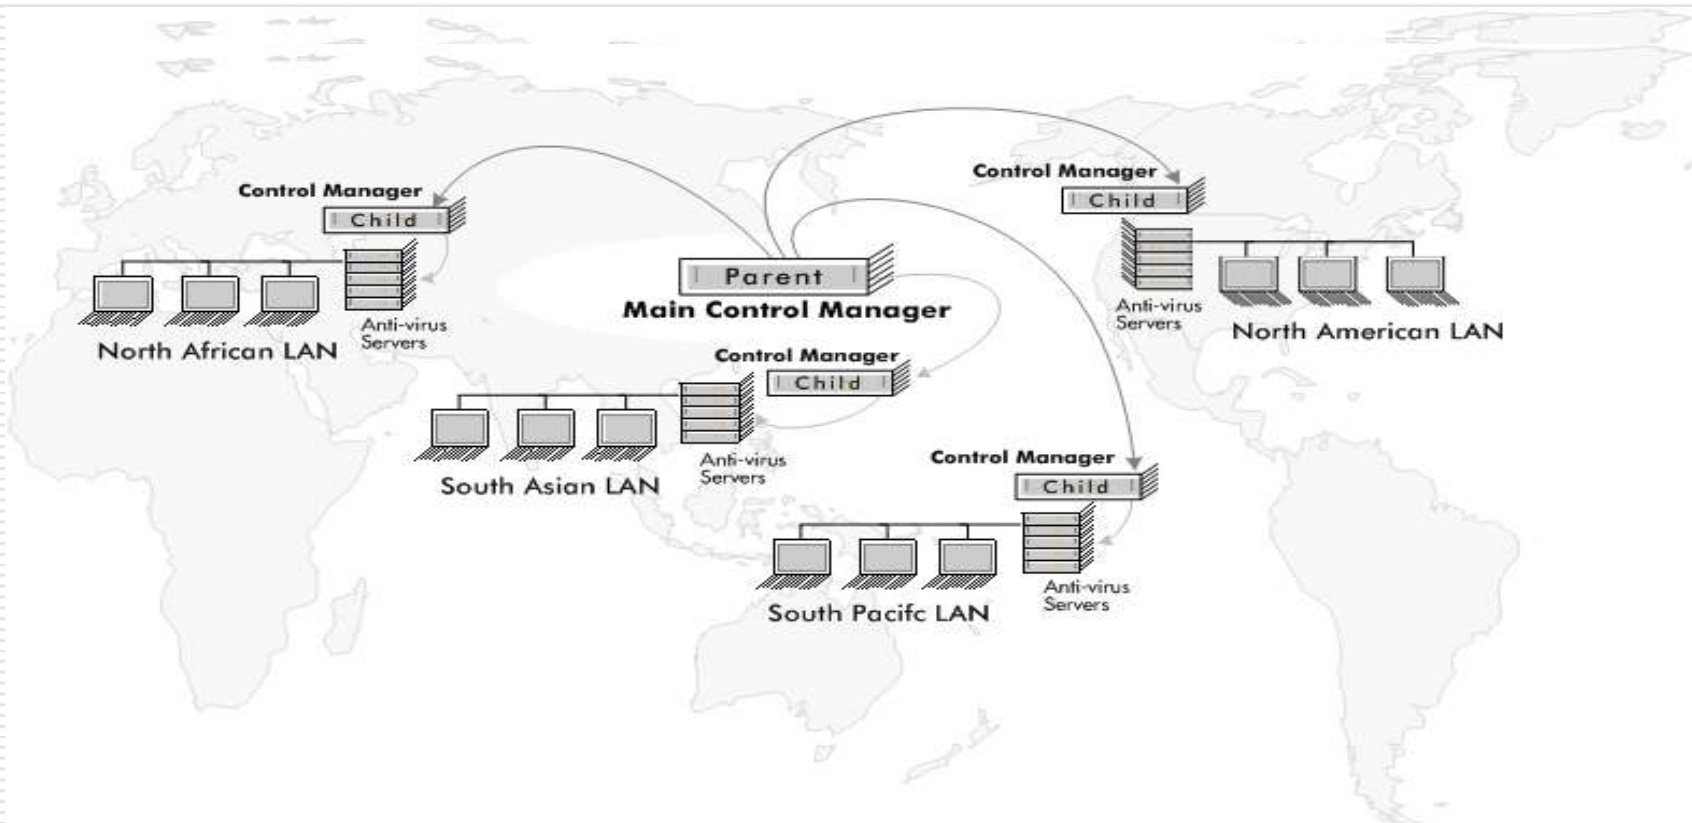 Control Manager
Child
Anti-virus
Servers
North African LAN
Parent
Main Control Manager
Control Manager
Child
Anti-virus
Servers
North American LAN
Control Manager
Child
Anti-virus
Servers
South Asian LAN
Control Manager
Child
Anti-virus
Servers
South Pacifc LAN